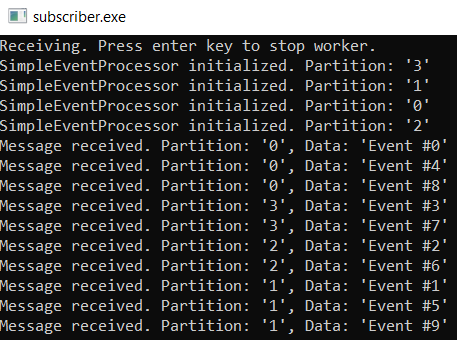 subscriber.exe
Receiving. Press enter key to stop worker.
SimpleEventProcessor initialized. Partition: '3'
SimpleEventProcessor initialized. Partition: '1'
SimpleEventProcessor initialized. Partition: '0'
SimpleEventProcessor initialized. Partition: '2'
Message received. Partition: '0', Data: 'Event #0'
Message received. Partition: '0', Data: 'Event #4'
Message received. Partition: '0', Data: 'Event #8'
Message received. Partition: '3', Data: 'Event #3'
Message received. Partition: '3', Data: 'Event #7'
Message received. Partition: '2', Data: 'Event #2'
Message received. Partition: '2', Data: 'Event #6'
Message received. Partition: '1', Data: 'Event #1'
Message received. Partition: '1', Data: 'Event #5'
Message received. Partition: '1', Data: 'Event #9'